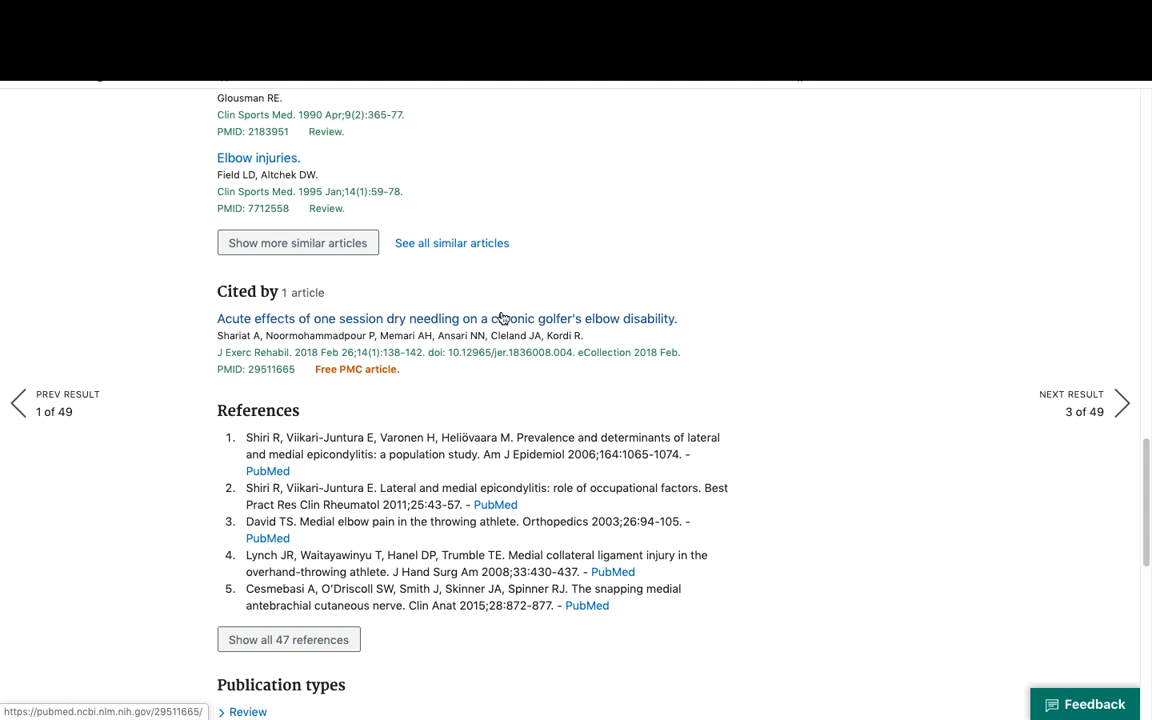 Glousman RE.
Clin Sports Med. 1990 Apr;9(2):365-77.
PMID: 2183951 Review.
Elbow injuries.
Field LD, Altchek DW.
Clin Sports Med. 1995 Jan;14(1):59-78.
PMID: 7712558 Review.
Show more similar articles See all similar articles
Cited by 1 article
Acute effects of one session dry needling on a chronic golfer's elbow disability.
Shariat A, Noormohammadpour P, Memari AH, Ansari NN, Cleland JA, Kordi R.
J Exerc Rehabil. 2018 Feb 26;14(1):138-142. doi: 10.12965/jer.1836008.004. eCollection 2018 Feb.
PMID: 29511665 Free PMC article.
PREV RESULT
1 of 49
NEXT RESULT
3 of 49
References
1. Shiri R, Viikari-Juntura E, Varonen H, Heliövaara M. Prevalence and determinants of lateral
and medial epicondylitis: a population study. Am J Epidemiol 2006;164:1065-1074. -
PubMed
2. Shiri R, Viikari-Juntura E. Lateral and medial epicondylitis: role of occupational factors. Best
Pract Res Clin Rheumatol 2011;25:43-57. - PubMed
3. David TS. Medial elbow pain in the throwing athlete. Orthopedics 2003;26:94-105. -
PubMed
4. Lynch JR, Waitayawinyu T, Hanel DP, Trumble TE. Medial collateral ligament injury in the
overhand-throwing athlete. J Hand Surg Am 2008;33:430-437. - PubMed
5. Cesmebasi A, O'Driscoll SW, Smith J, Skinner JA, Spinner RJ. The snapping medial
antebrachial cutaneous nerve. Clin Anat 2015;28:872-877. - PubMed
Show all 47 references
Publication types
> Review
Feedback
https://pubmed.ncbi.nlm.nih.gov/29511665/